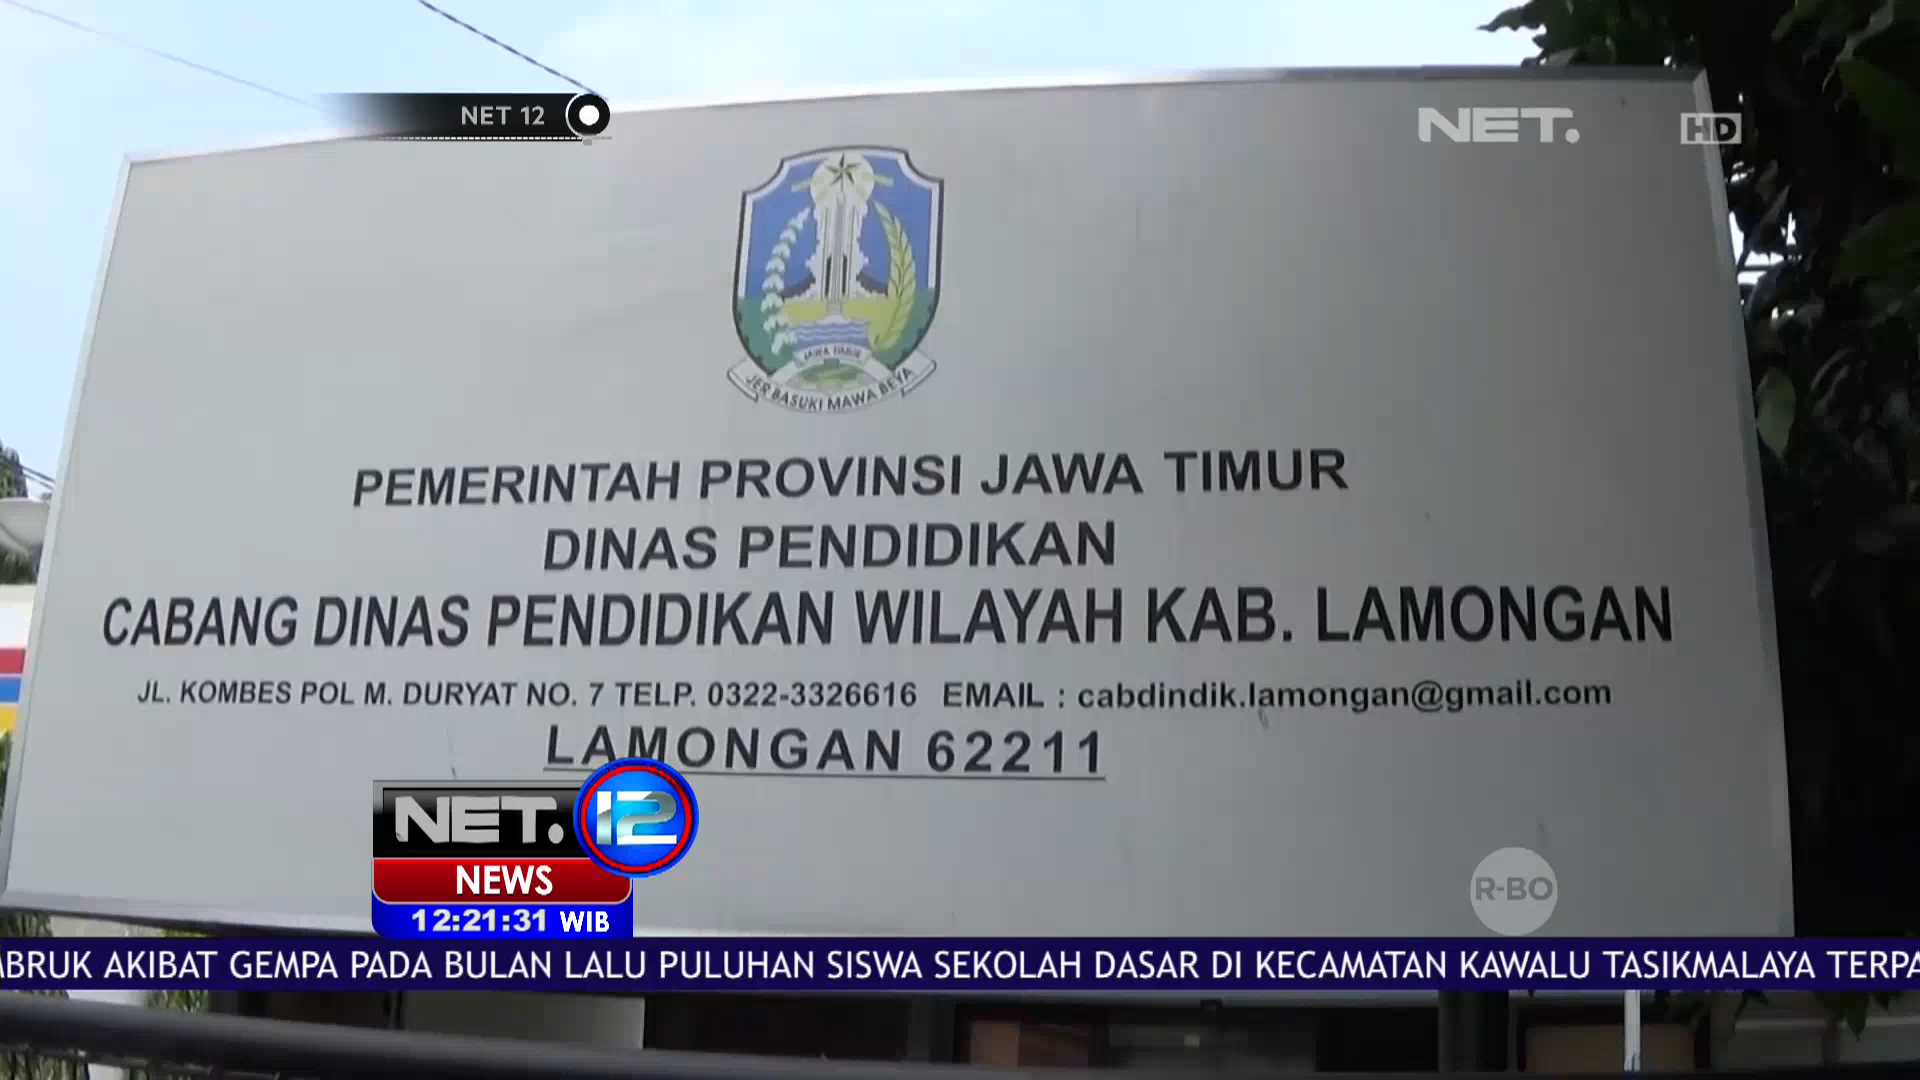 NET 12
NET.
HD
JAWA TIMUR
JER BASUKI MAWA BEYA
PEMERINTAH PROVINSI JAWA TIMUR
DINAS PENDIDIKAN
CABANG DINAS PENDIDIKAN WILAYAH KAB. LAMONGAN
JL. KOMBES POL M. DURYAT NO. 7 TELP. 0322-3326616 EMAIL : cabdindik.lamongan@gmail.com
LAMONGAN 62211
NET. 12
NEWS
12:21:31 WIB
R-BO
MBRUK AKIBAT GEMPA PADA BULAN LALU PULUHAN SISWA SEKOLAH DASAR DI KECAMATAN KAWALU TASIKMALAYA TERPA